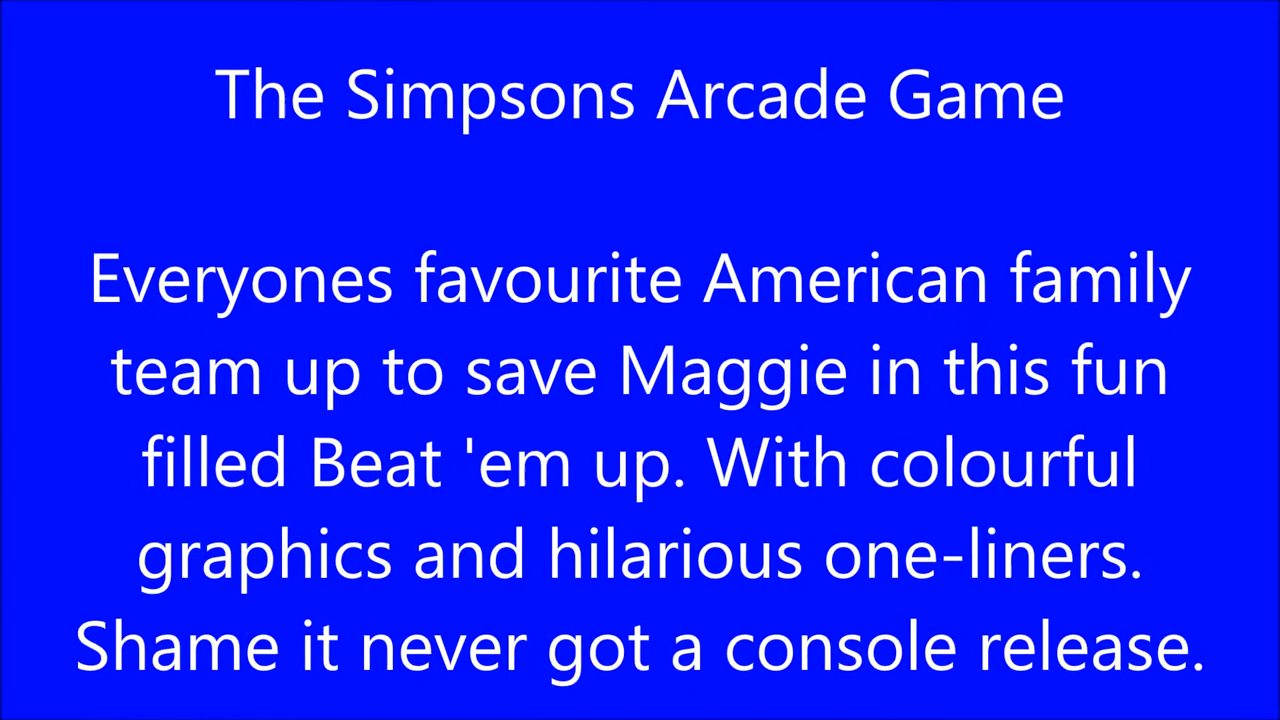 The Simpsons Arcade Game
Everyones favourite American family
team up to save Maggie in this fun
filled Beat 'em up. With colourful
graphics and hilarious one-liners.
Shame it never got a console release.